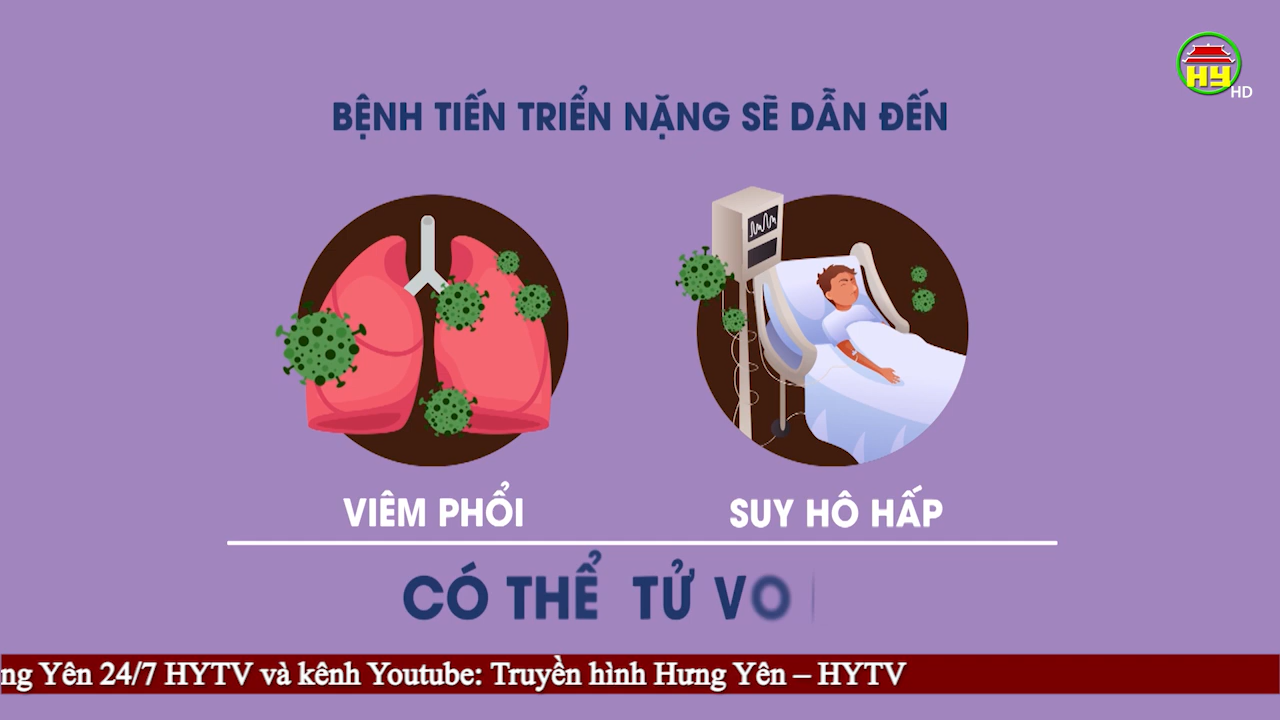 HY
HD
BỆNH TIẾN TRIỂN NẶNG SẼ DẪN ĐẾN
VIÊM PHỔI
SUY HÔ HẤP
CÓ THỂ TỬ VO
ng Yên 24/7 HYTV và kênh Youtube: Truyền hình Hưng Yên – HYTV